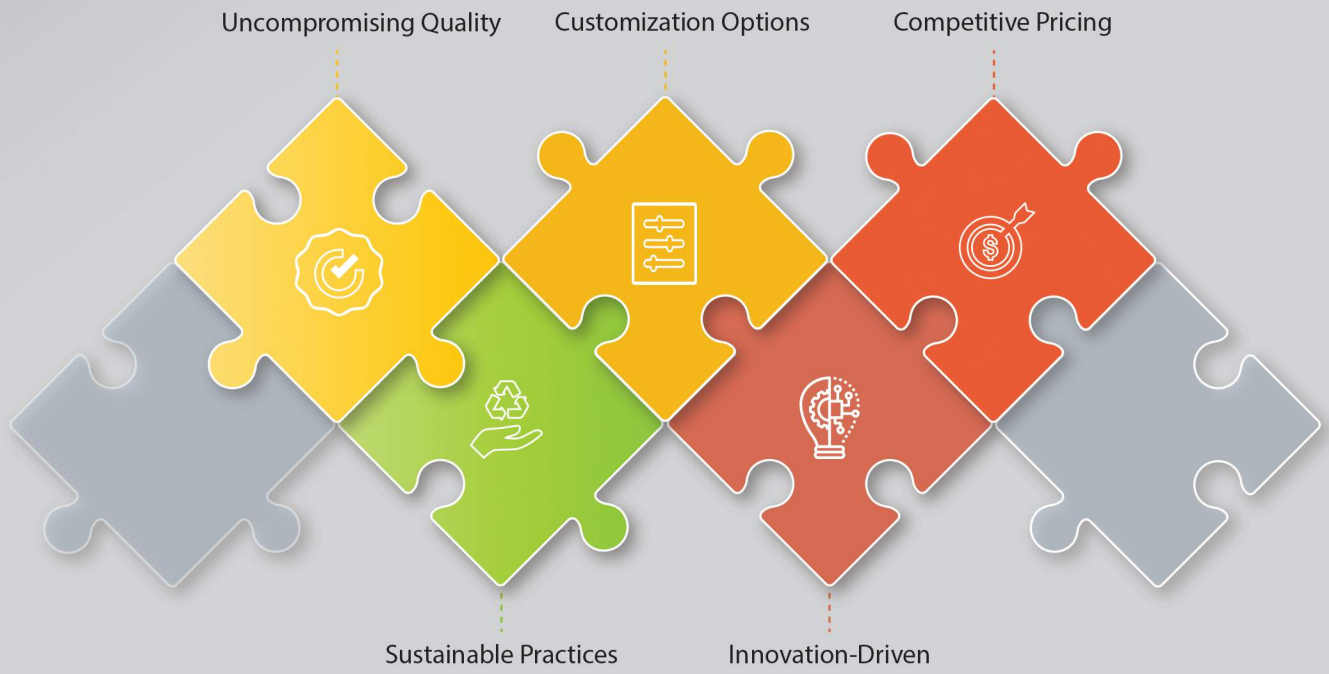 Uncompromising Quality
Customization Options
Competitive Pricing
$
Sustainable Practices
Innovation-Driven